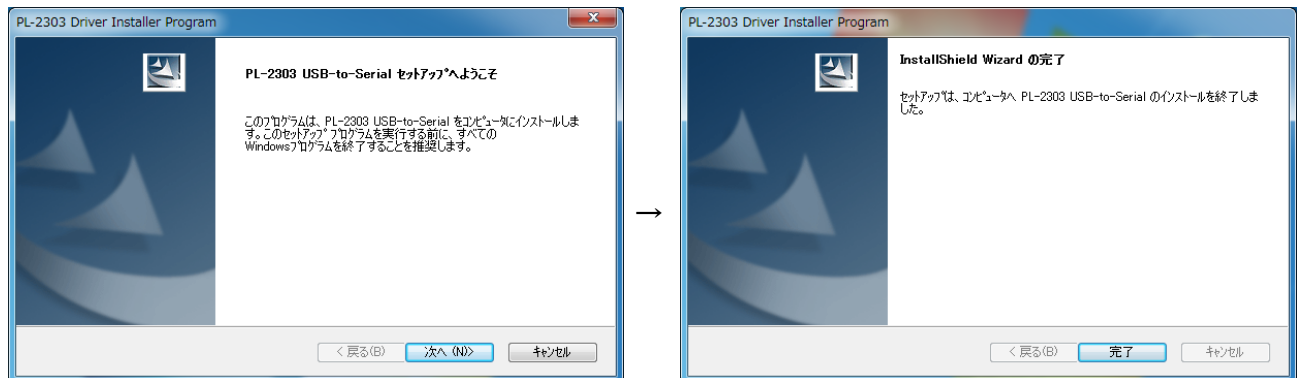 PL-2303 Driver Installer Program
PL-2303 USB-to-Serial セットアップへようこそ
このプログラムは、PL-2303 USB-to-Serial をコンピュータにインストールしま
す。このセットアップ プログラムを実行する前に、すべての
Windowsプログラムを終了することを推奨します。
< 戻る(B)
次へ (N)>
キャンセル
→
PL-2303 Driver Installer Program
InstallShield Wizard の完了
セットアップは、コンピュータへ PL-2303 USB-to-Serial のインストールを終了しま
した。
< 戻る(B)
完了
キャンセル